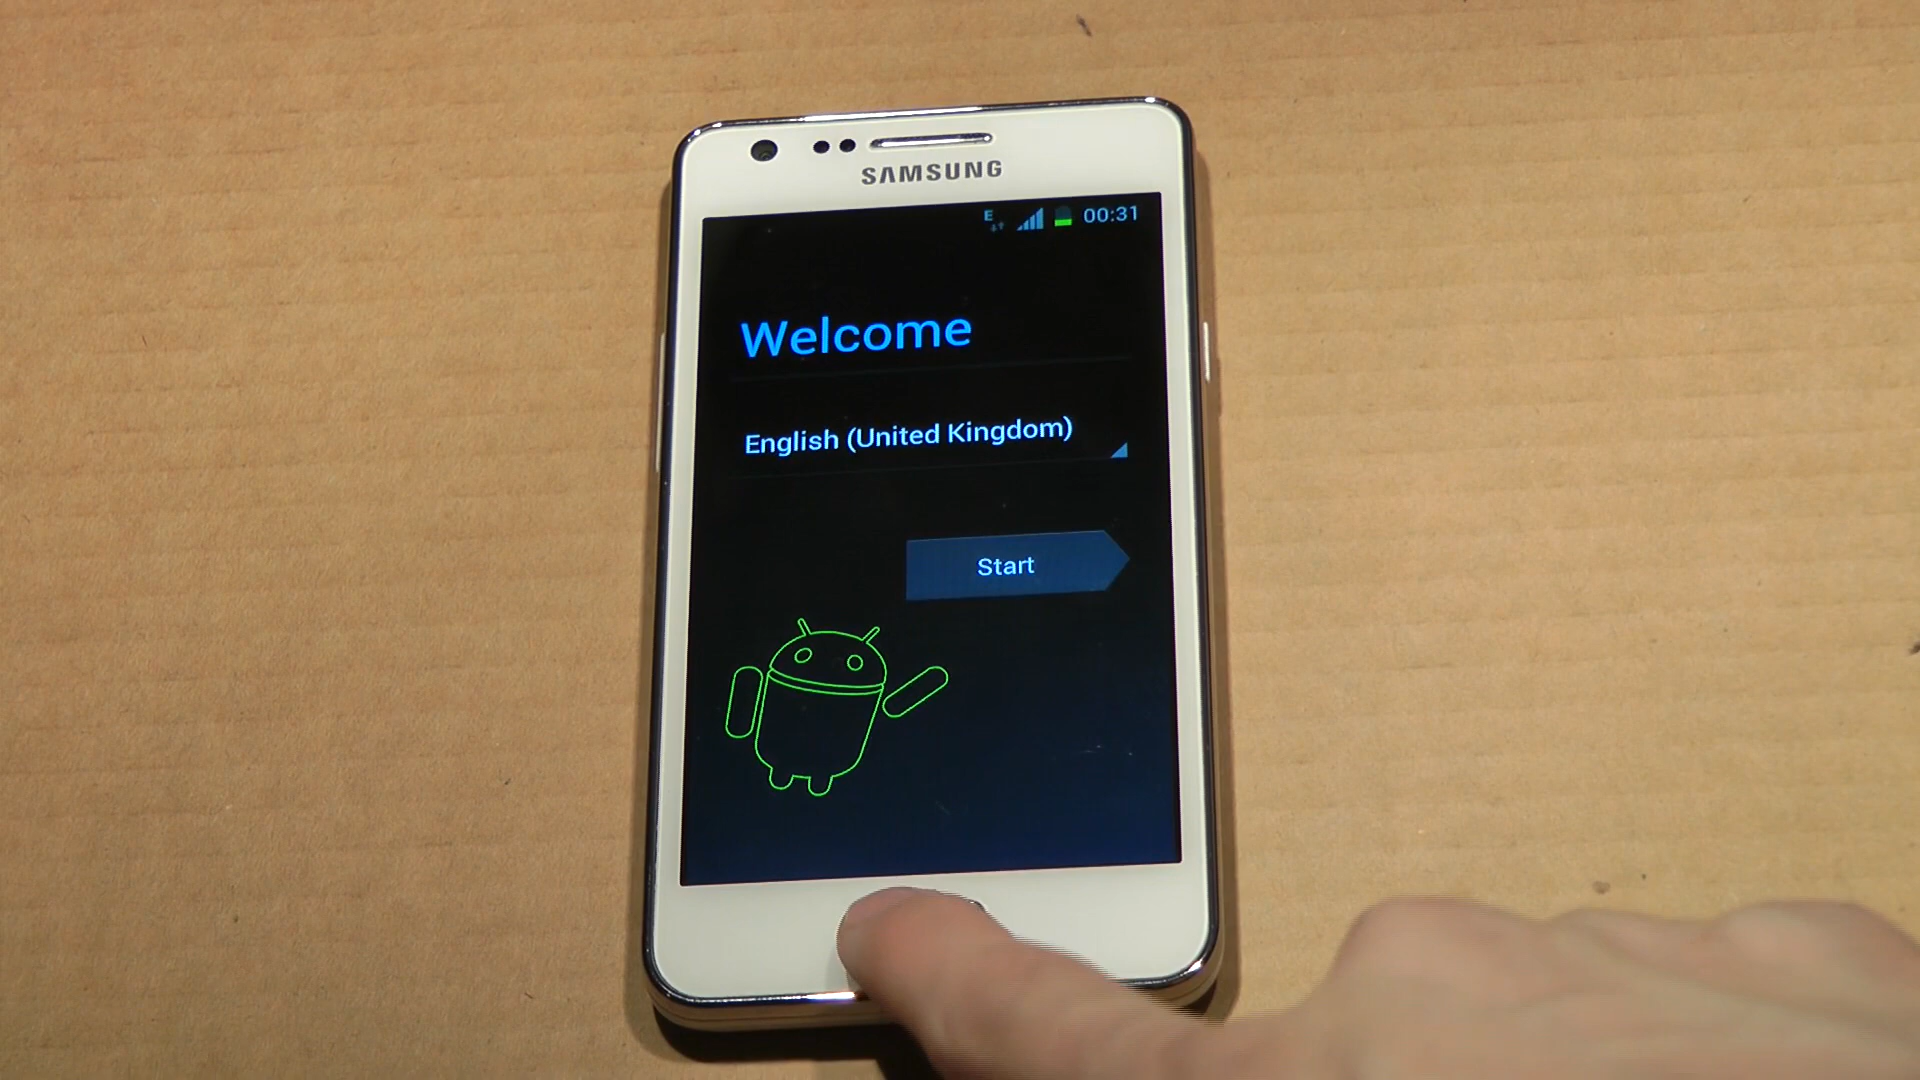 SAMSUNG
E 00:31
Welcome
English (United Kingdom)
Start